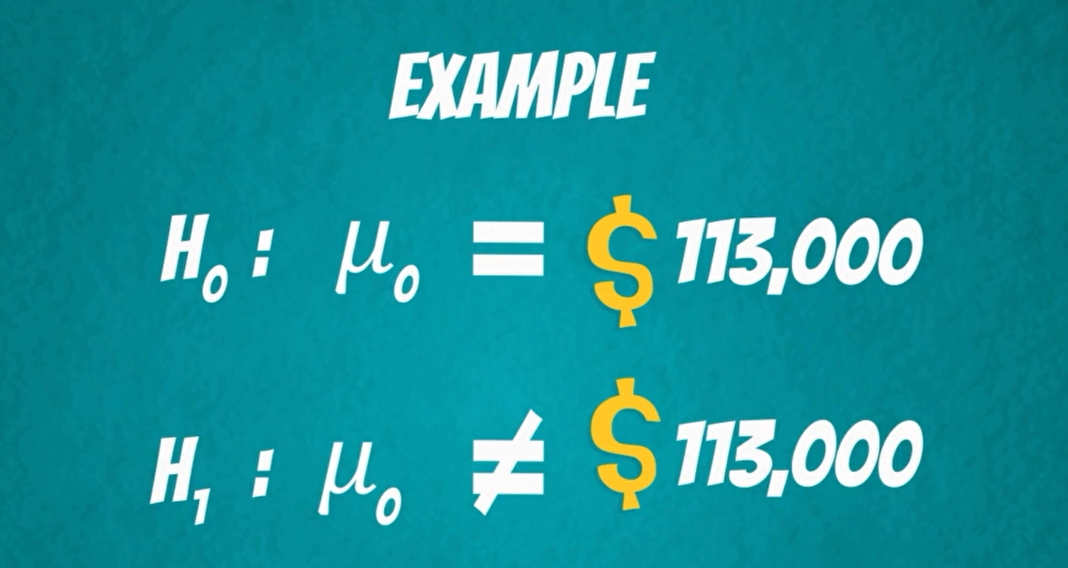 EXAMPLE
H₀ : μ₀ = $ 113,000
H₁ : μ₀ ≠ $ 113,000